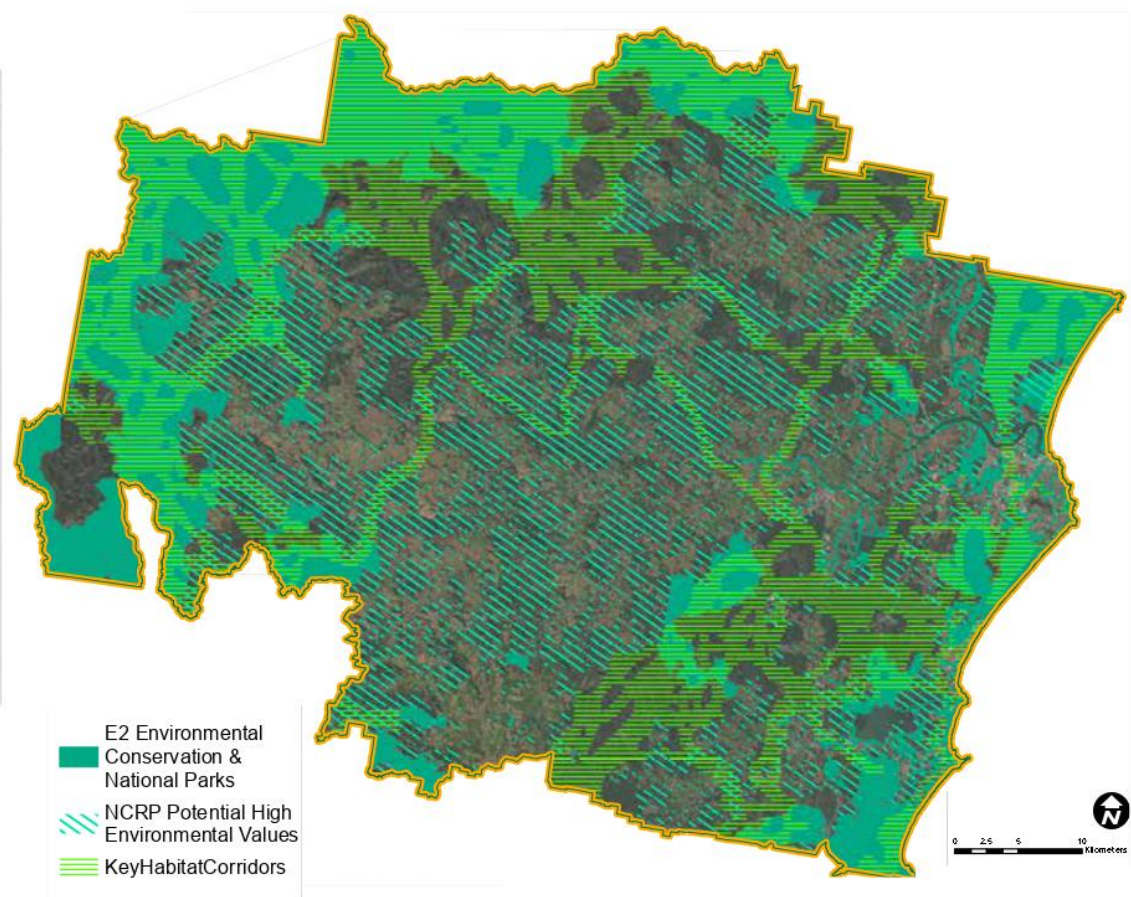 E2 Environmental
Conservation &
National Parks
NCRP Potential High
Environmental Values
KeyHabitatCorridors
N
0 2.5 5 10
Kilometers